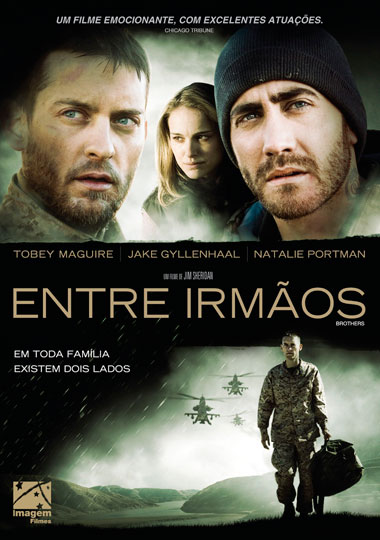 UM FILME EMOCIONANTE, COM EXCELENTES ATUAÇÕES.
CHICAGO TRIBUNE
TOBEY MAGUIRE | JAKE GYLLENHAAL | NATALIE PORTMAN
UM FILME DE JIM SHERIDAN
ENTRE IRMÃOS
BROTHERS
EM TODA FAMÍLIA
EXISTEM DOIS LADOS
imagem
Filmes